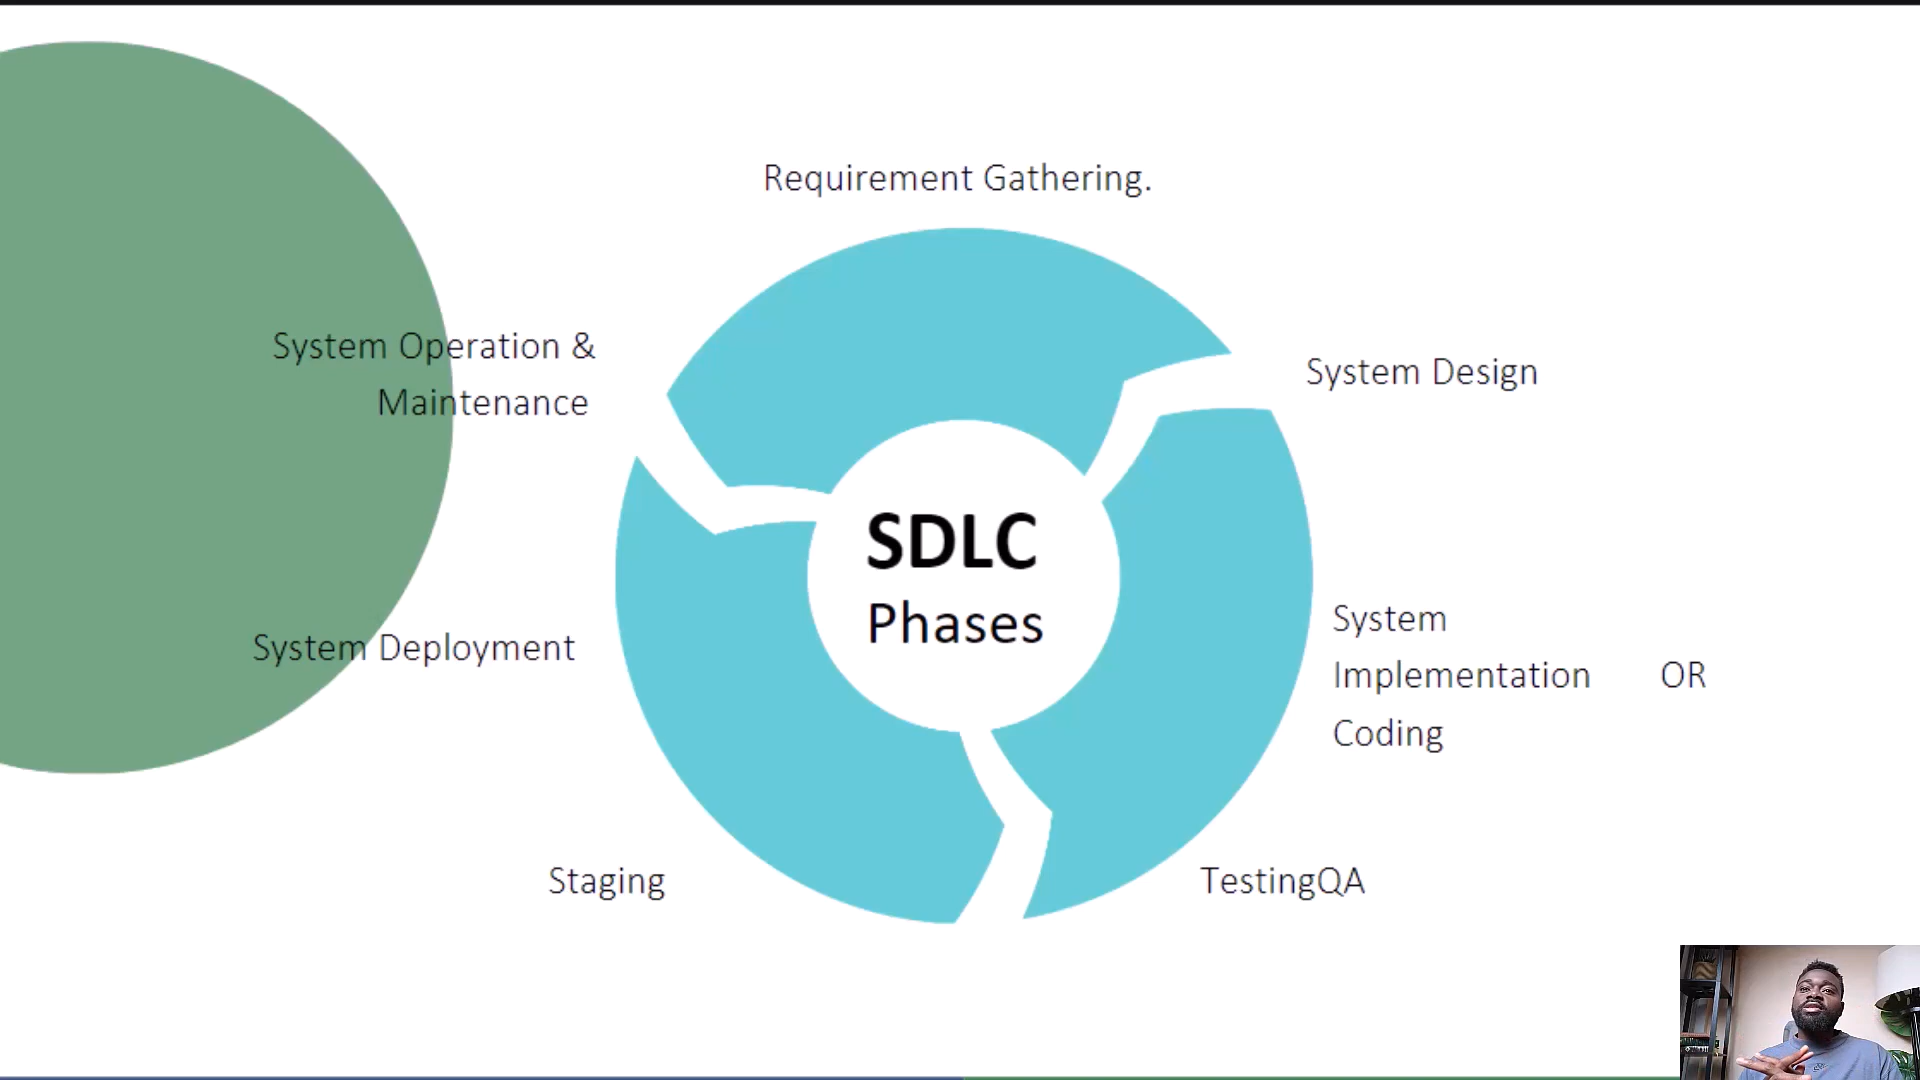 Requirement Gathering.
System Design
System
Implementation OR
Coding
TestingQA
Staging
System Deployment
System Operation &
Maintenance
SDLC
Phases